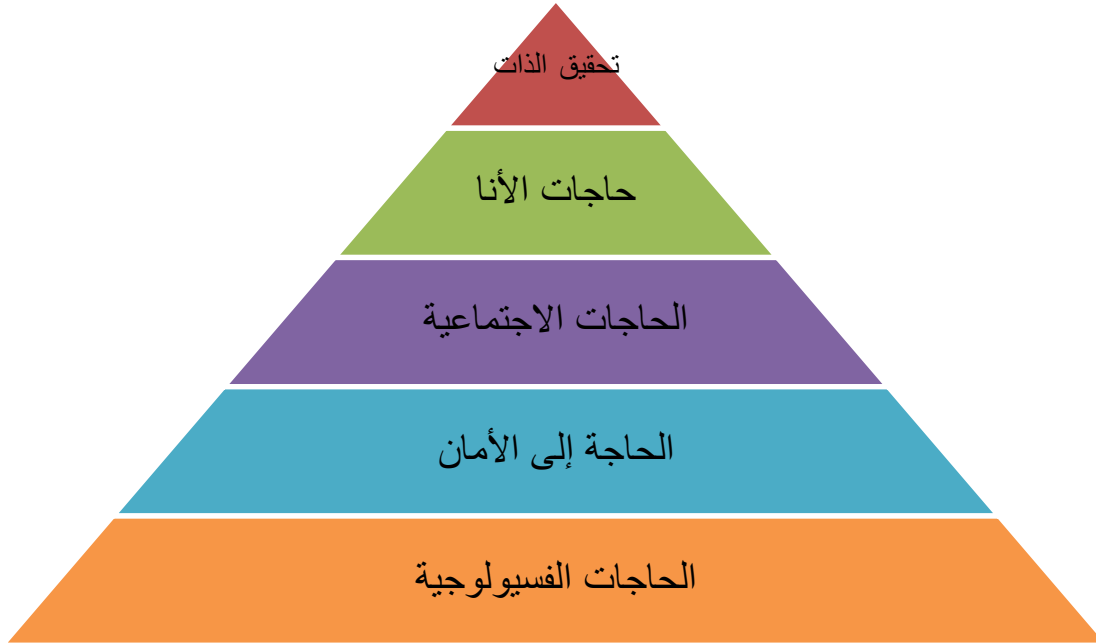 تحقيق الذات
حاجات الأنا
الحاجات الاجتماعية
الحاجة إلى الأمان
الحاجات الفسيولوجية